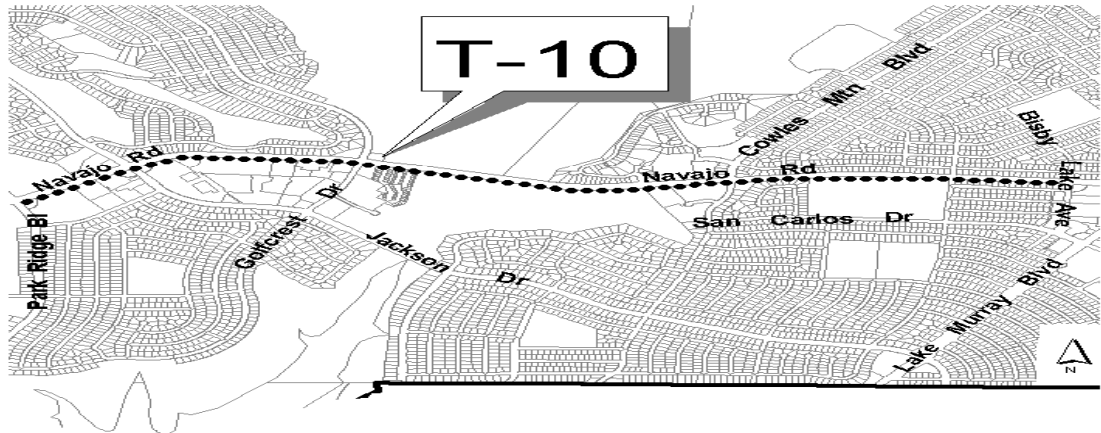 T-10
Cowles Mtn Blvd
Bisby
Lake Ave
Navajo Rd
Navajo Rd
San Carlos Dr
Golfcrest Dr
Jackson Dr
Park Ridge Bl
Lake Murray Blvd
N